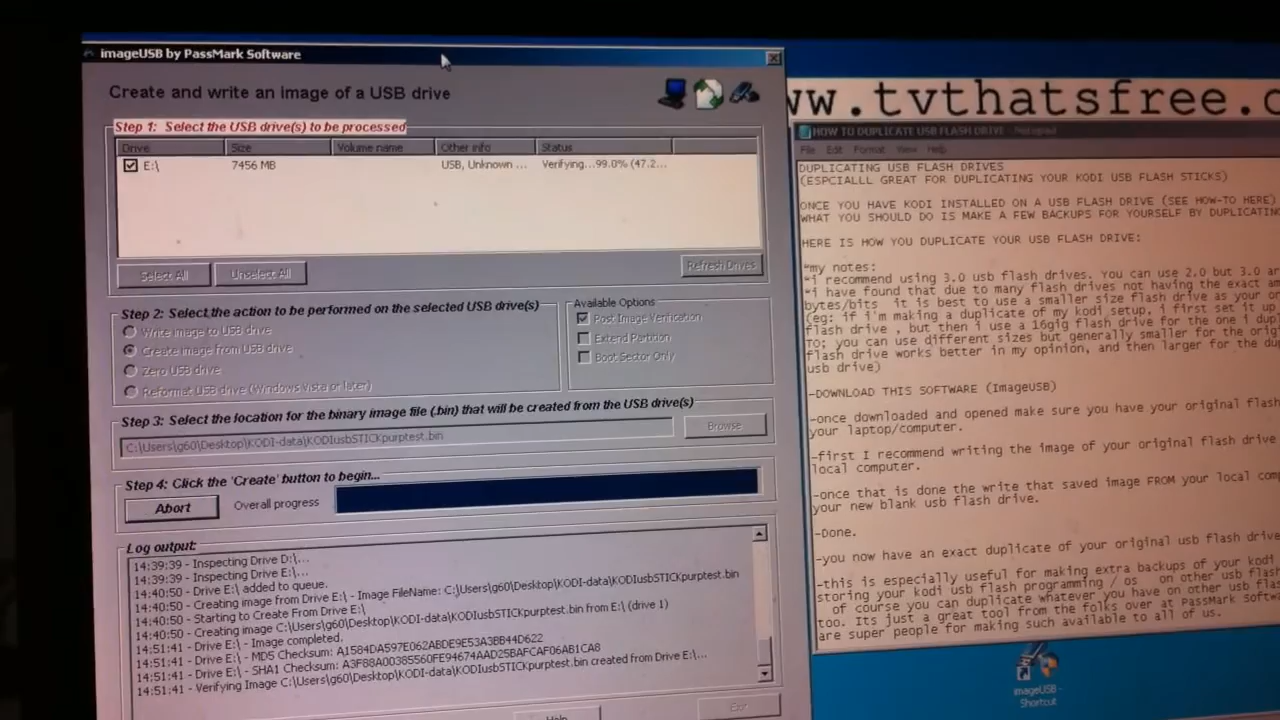 imageUSB by PassMark Software
Create and write an image of a USB drive
Step 1: Select the USB drive(s) to be processed
Drive Size Volume name Other info Status
E:\ 7456 MB USB, Unknown ... Verifying...99.0% (47.2...
Select All Unselect All Refresh Drives
Step 2: Select the action to be performed on the selected USB drive(s)
Write image to USB drive
Create image from USB drive
Zero USB drive
Reformat USB drive (Windows Vista or later)
Available Options
Post Image Verification
Extend Partition
Boot Sector Only
Step 3: Select the location for the binary image file (.bin) that will be created from the USB drive(s)
C:\Users\g60\Desktop\KODI-data\KODIusbSTICKpurptest.bin
Browse
Step 4: Click the 'Create' button to begin...
Abort Overall progress
Log output:
14:39:39 - Inspecting Drive D:\...
14:39:39 - Inspecting Drive E:\...
14:40:50 - Drive E:\ added to queue.
14:40:50 - Creating image from Drive E:\ - Image FileName: C:\Users\g60\Desktop\KODI-data\KODIusbSTICKpurptest.bin
14:40:50 - Starting to Create From Drive E:\
14:40:50 - Creating image C:\Users\g60\Desktop\KODI-data\KODIusbSTICKpurptest.bin from E:\ (drive 1)
14:51:41 - Drive E:\ - Image completed.
14:51:41 - Drive E:\ - MD5 Checksum: A1584DA597E062ABDE9E53A3BB44D622
14:51:41 - Drive E:\ - SHA1 Checksum: A3F88A00385560FE94674AAD25BAFCAF06AB1CA8
14:51:41 - Verifying Image C:\Users\g60\Desktop\KODI-data\KODIusbSTICKpurptest.bin created from Drive E:\...
Help
Exit
ww.tvthatsfree.c
HOW TO DUPLICATE USB FLASH DRIVE - Notepad
File Edit Format View Help
DUPLICATING USB FLASH DRIVES
(ESPCIALLL GREAT FOR DUPLICATING YOUR KODI USB FLASH STICKS)
ONCE YOU HAVE KODI INSTALLED ON A USB FLASH DRIVE (SEE HOW-TO HERE)
WHAT YOU SHOULD DO IS MAKE A FEW BACKUPS FOR YOURSELF BY DUPLICATIN
HERE IS HOW YOU DUPLICATE YOUR USB FLASH DRIVE:
*my notes:
*i recommend using 3.0 usb flash drives. You can use 2.0 but 3.0 ar
*i have found that due to many flash drives not having the exact am
bytes/bits it is best to use a smaller size flash drive as your or
(eg: if i'm making a duplicate of my kodi setup, i first set it up
flash drive , but then i use a 16gig flash drive for the one i dup
TO; you can use different sizes but generally smaller for the orig
flash drive works better in my opinion, and then larger for the du
usb drive)
-DOWNLOAD THIS SOFTWARE (ImageUSB)
-once downloaded and opened make sure you have your original flash
your laptop/computer.
-first I recommend writing the image of your original flash drive
local computer.
-once that is done the write that saved image FROM your local comp
your new blank usb flash drive.
-Done.
-you now have an exact duplicate of your original usb flash drive
-this is especially useful for making extra backups of your kodi
storing your kodi usb flash programming / os on other usb flas
of course you can duplicate whatever you have on other usb fla
too. Its just a great tool from the folks over at PassMark Softwa
are super people for making such available to all of us.
imageUSB -
Shortcut